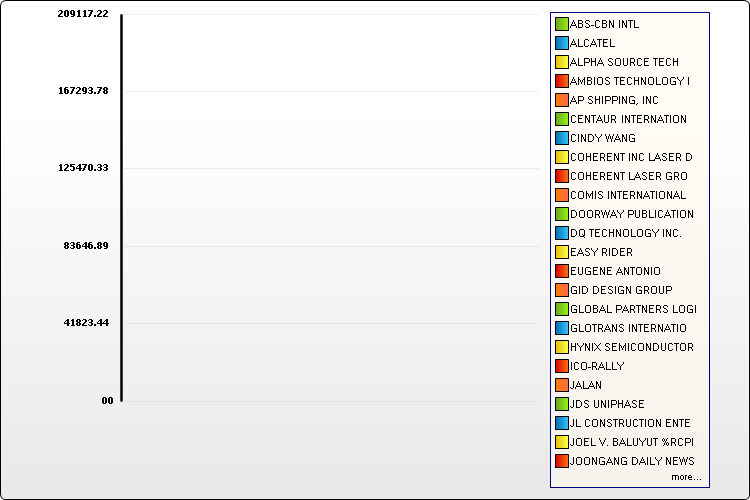 209117.22
167293.78
125470.33
83646.89
41823.44
00
ABS-CBN INTL
ALCATEL
ALPHA SOURCE TECH
AMBIOS TECHNOLOGY I
AP SHIPPING, INC
CENTAUR INTERNATION
CINDY WANG
COHERENT INC LASER D
COHERENT LASER GRO
COMIS INTERNATIONAL
DOORWAY PUBLICATION
DQ TECHNOLOGY INC.
EASY RIDER
EUGENE ANTONIO
GID DESIGN GROUP
GLOBAL PARTNERS LOGI
GLOTRANS INTERNATIO
HYNIX SEMICONDUCTOR
ICO-RALLY
JALAN
JDS UNIPHASE
JL CONSTRUCTION ENTE
JOEL V. BALUYUT %RCPI
JOONGANG DAILY NEWS
more...